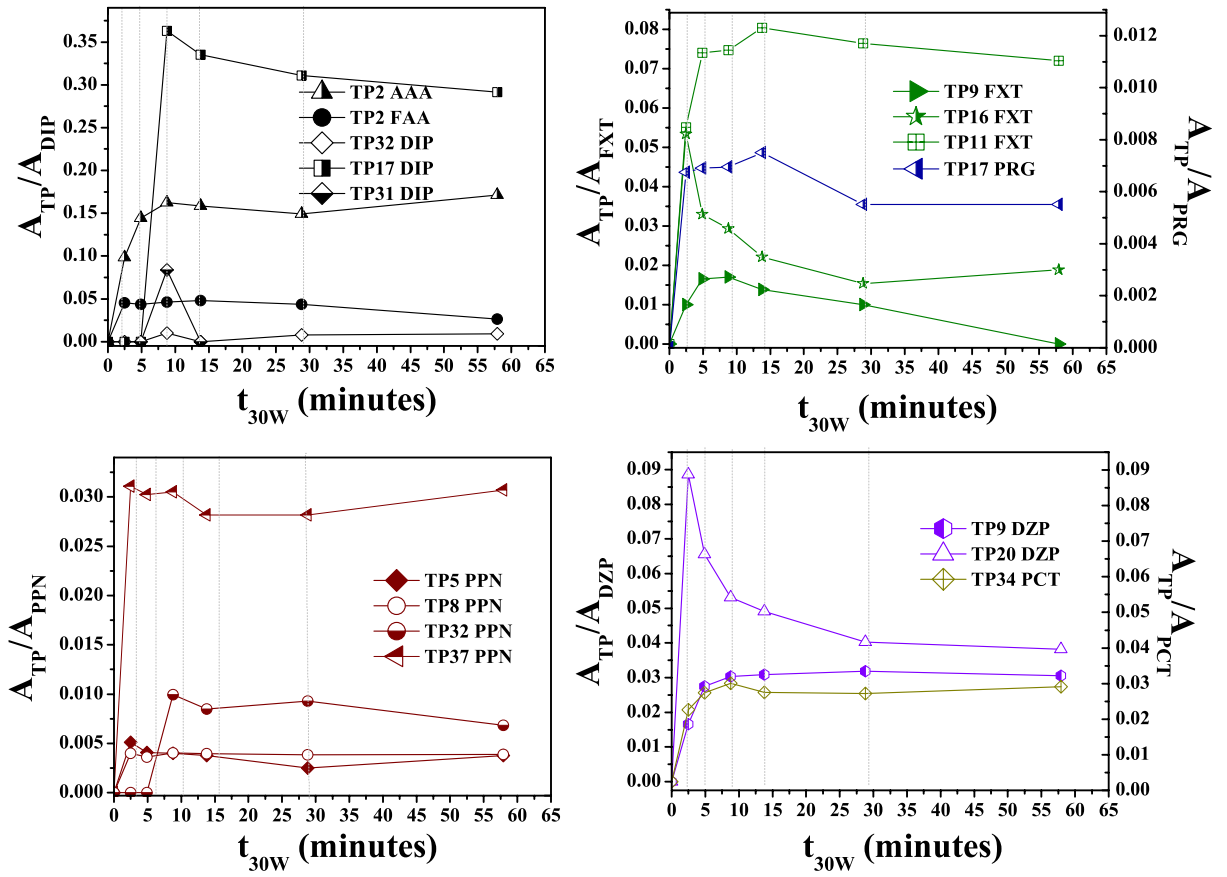 0.35
0.30
0.25
0.20
0.15
0.10
0.05
0.00
A_TP/A_DIP
TP2 AAA
TP2 FAA
TP32 DIP
TP17 DIP
TP31 DIP
0 5 10 15 20 25 30 35 40 45 50 55 60 65
t_30W (minutes)
0.08
0.07
0.06
0.05
0.04
0.03
0.02
0.01
0.00
A_TP/A_FXT
TP9 FXT
TP16 FXT
TP11 FXT
TP17 PRG
0.012
0.010
0.008
0.006
0.004
0.002
0.000
A_TP/A_PRG
0 5 10 15 20 25 30 35 40 45 50 55 60 65
t_30W (minutes)
0.030
0.025
0.020
0.015
0.010
0.005
0.000
A_TP/A_PPN
TP5 PPN
TP8 PPN
TP32 PPN
TP37 PPN
0 5 10 15 20 25 30 35 40 45 50 55 60 65
t_30W (minutes)
0.09
0.08
0.07
0.06
0.05
0.04
0.03
0.02
0.01
0.00
A_TP/A_DZP
TP9 DZP
TP20 DZP
TP34 PCT
0.09
0.08
0.07
0.06
0.05
0.04
0.03
0.02
0.01
0.00
A_TP/A_PCT
0 5 10 15 20 25 30 35 40 45 50 55 60 65
t_30W (minutes)